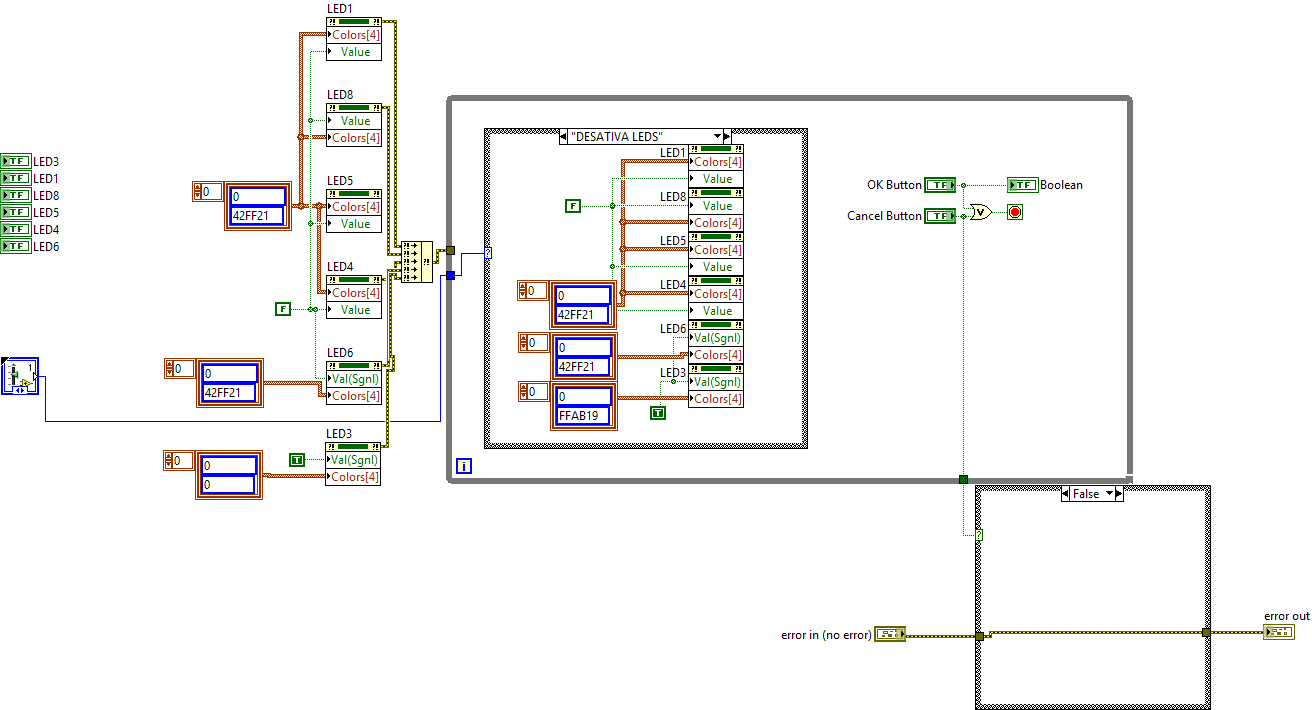 LED1
Colors[4]
Value
LED8
Value
Colors[4]
LED5
Colors[4]
Value
LED4
Colors[4]
Value
LED6
Val(Sgnl)
Colors[4]
LED3
Val(Sgnl)
Colors[4]
TF LED3
TF LED1
TF LED8
TF LED5
TF LED4
TF LED6
0
0
42FF21
F
0
0
42FF21
T
0
0
0
1
"DESATIVA LEDS"
LED1
Colors[4]
Value
F
LED8
Value
Colors[4]
LED5
Colors[4]
Value
LED4
Colors[4]
Value
LED6
Val(Sgnl)
Colors[4]
LED3
Val(Sgnl)
Colors[4]
0
0
42FF21
0
0
42FF21
0
0
FFAB19
T
?
i
OK Button TF
TF Boolean
Cancel Button TF
V
False
?
error in (no error)
error out